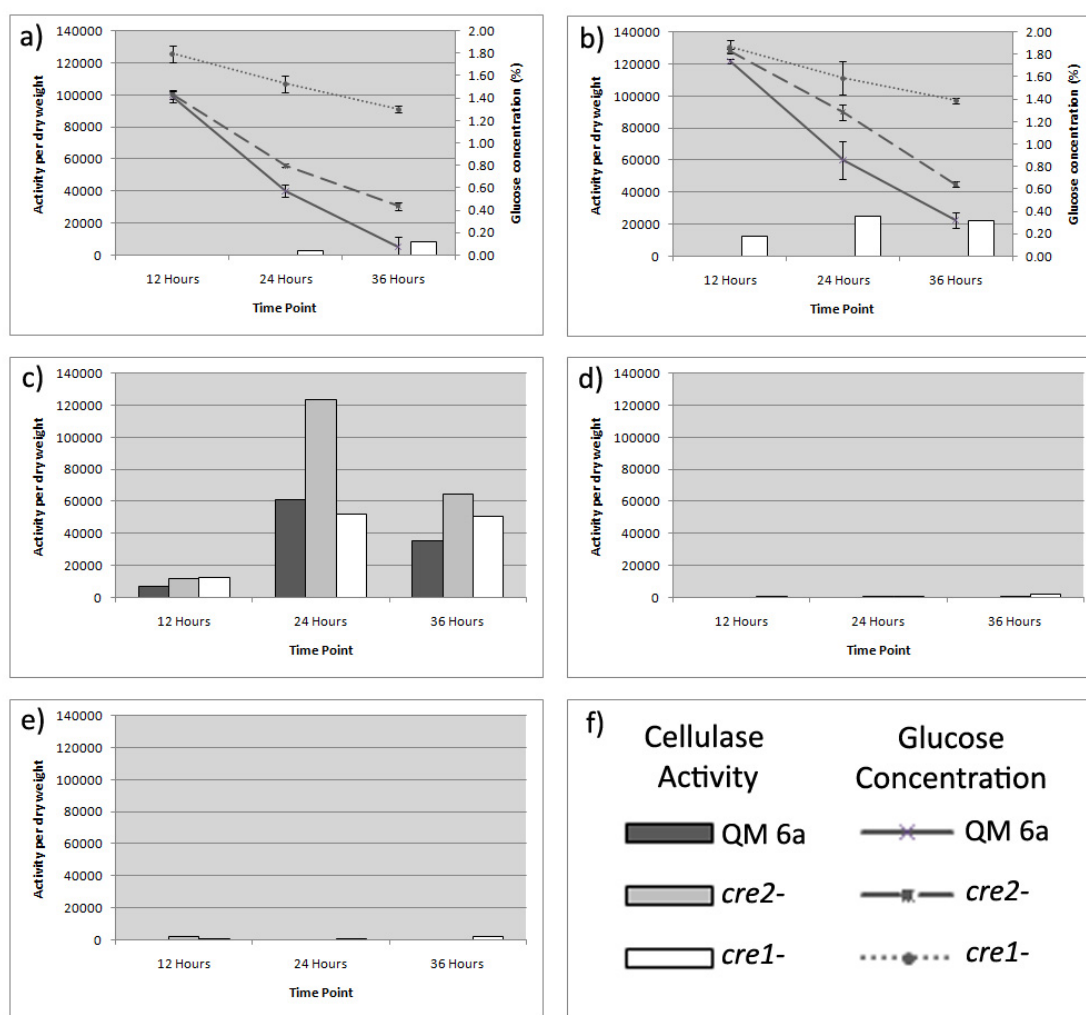 a)
Activity per dry weight
140000
120000
100000
80000
60000
40000
20000
0
2.00
1.80
1.60
1.40
1.20
1.00
0.80
0.60
0.40
0.20
0.00
Glucose concentration (%)
12 Hours
24 Hours
36 Hours
Time Point
b)
Activity per dry weight
140000
120000
100000
80000
60000
40000
20000
0
2.00
1.80
1.60
1.40
1.20
1.00
0.80
0.60
0.40
0.20
0.00
Glucose concentration (%)
12 Hours
24 Hours
36 Hours
Time Point
c)
Activity per dry weight
140000
120000
100000
80000
60000
40000
20000
0
12 Hours
24 Hours
36 Hours
Time Point
d)
Activity per dry weight
140000
120000
100000
80000
60000
40000
20000
0
12 Hours
24 Hours
36 Hours
Time Point
e)
Activity per dry weight
140000
120000
100000
80000
60000
40000
20000
0
12 Hours
24 Hours
36 Hours
Time Point
f)
Cellulase
Activity
QM 6a
cre2-
cre1-
Glucose
Concentration
QM 6a
cre2-
cre1-